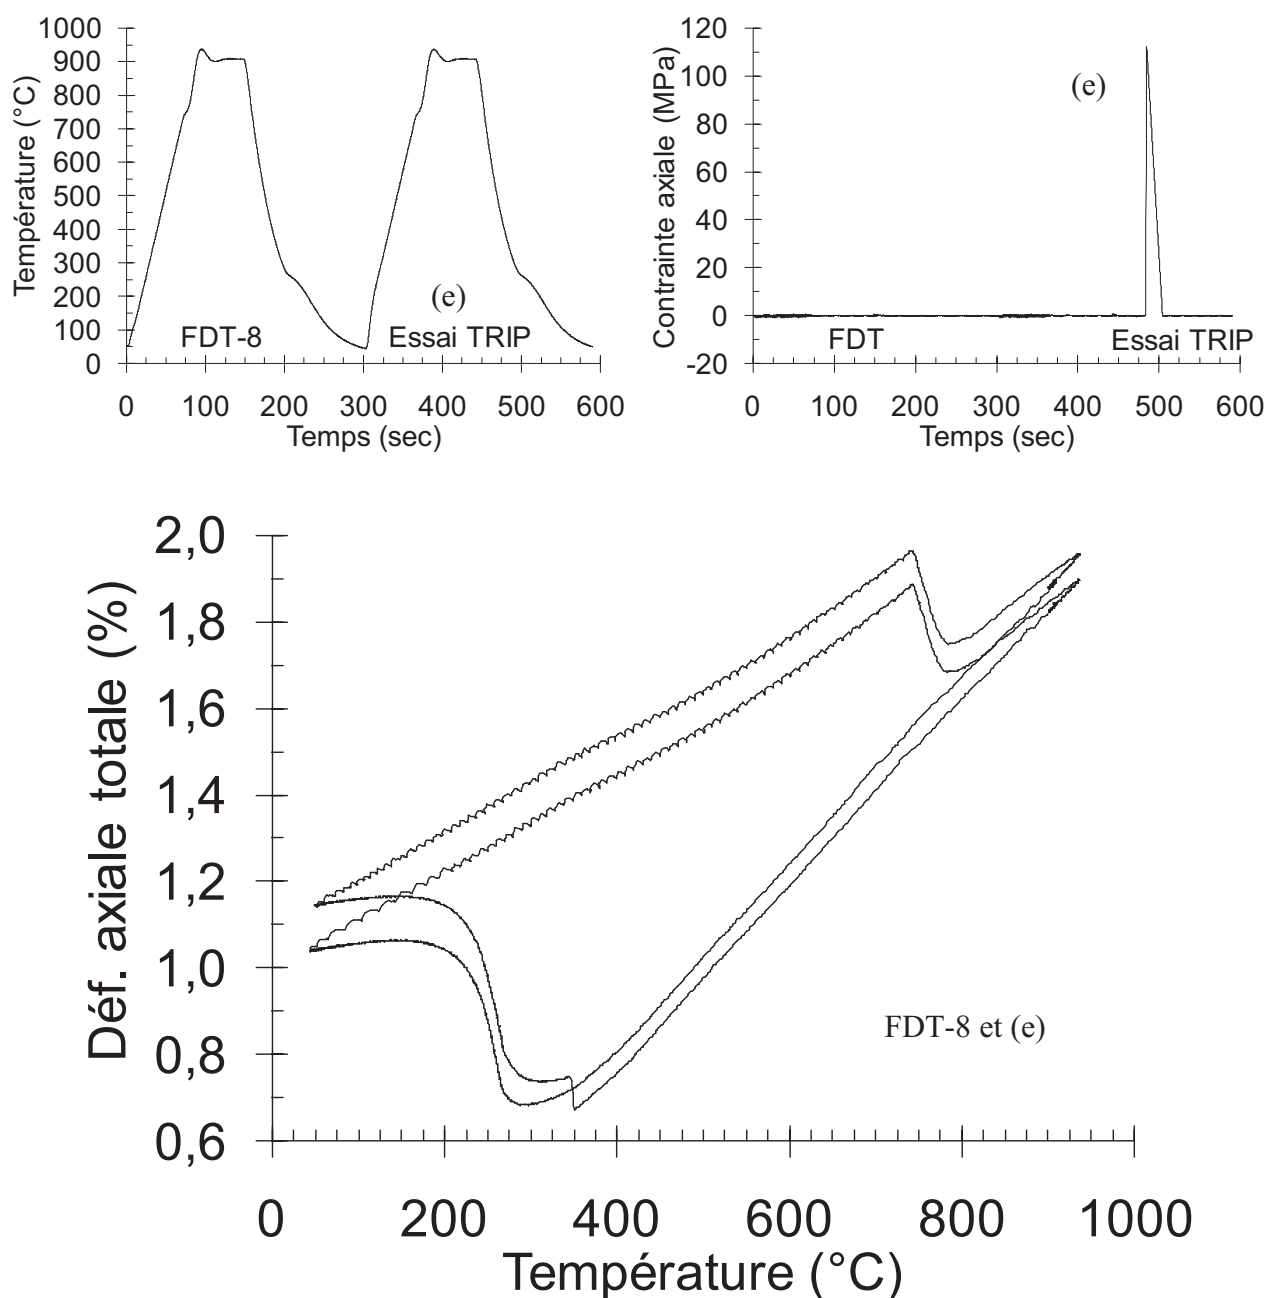 Température (°C)
1000
900
800
700
600
500
400
300
200
100
0
(e)
FDT-8
Essai TRIP
0 100 200 300 400 500 600
Temps (sec)
Contrainte axiale (MPa)
120
100
80
60
40
20
0
-20
(e)
FDT
Essai TRIP
0 100 200 300 400 500 600
Temps (sec)
Déf. axiale totale (%)
2,0
1,8
1,6
1,4
1,2
1,0
0,8
0,6
FDT-8 et (e)
0 200 400 600 800 1000
Température (°C)